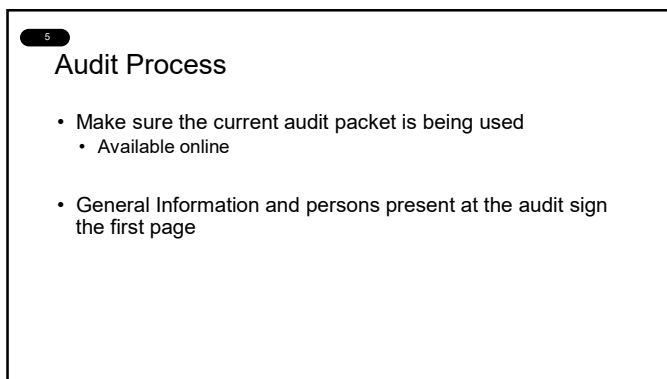 5
Audit Process
• Make sure the current audit packet is being used
• Available online
• General Information and persons present at the audit sign
the first page